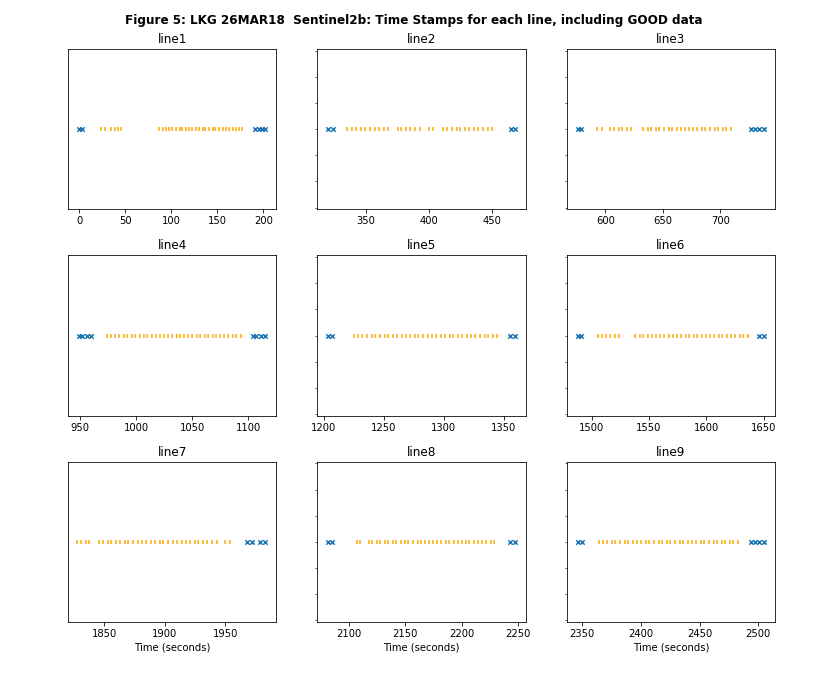 Figure 5: LKG 26MAR18  Sentinel2b: Time Stamps for each line, including GOOD data
line1
line2
line3
0 50 100 150 200
350 400 450
600 650 700
line4
line5
line6
950 1000 1050 1100
1200 1250 1300 1350
1500 1550 1600 1650
line7
line8
line9
1850 1900 1950
2100 2150 2200 2250
2350 2400 2450 2500
Time (seconds)
Time (seconds)
Time (seconds)